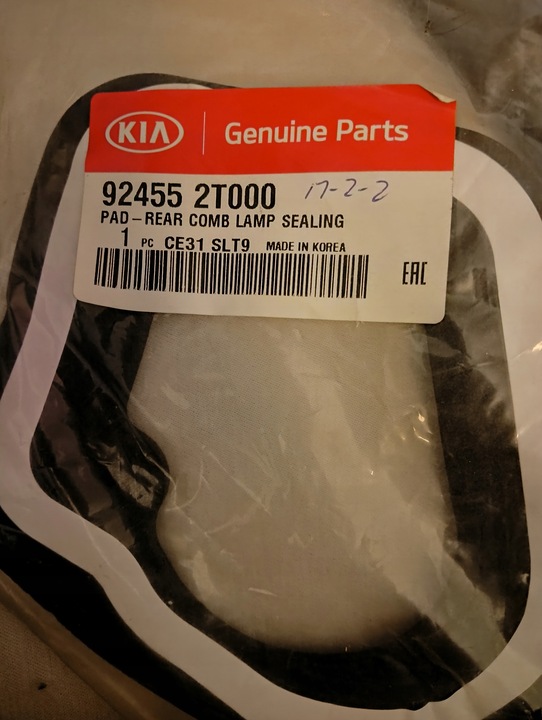 KIA Genuine Parts
92455 2T000 17-2-2
PAD-REAR COMB LAMP SEALING
1 PC CE31 SLT9 MADE IN KOREA
EAC